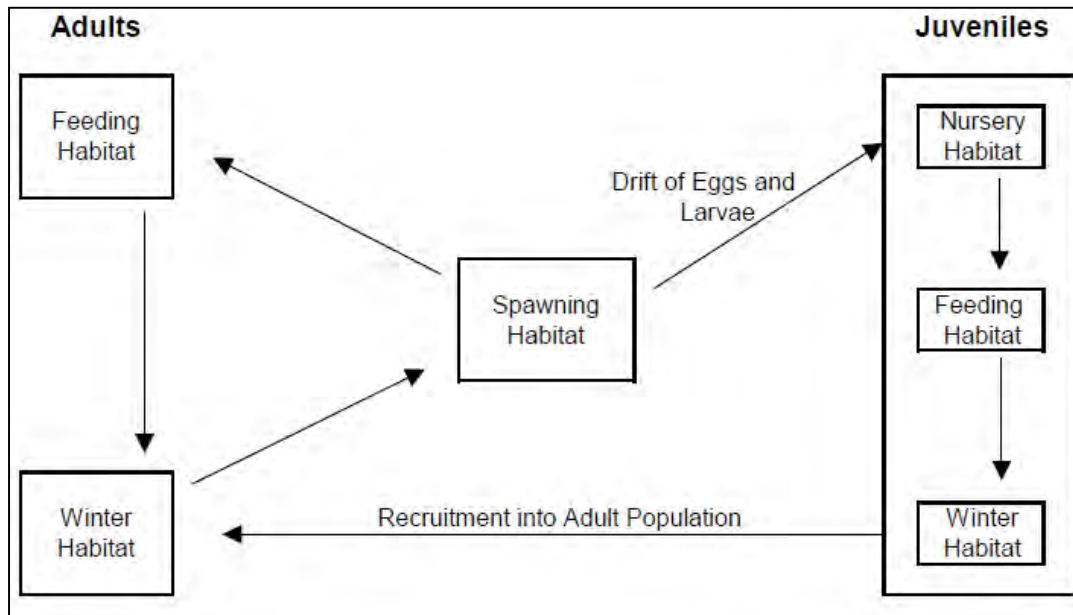 Adults
Juveniles
Feeding
Habitat
Nursery
Habitat
Drift of Eggs and
Larvae
Spawning
Habitat
Feeding
Habitat
Winter
Habitat
Recruitment into Adult Population
Winter
Habitat